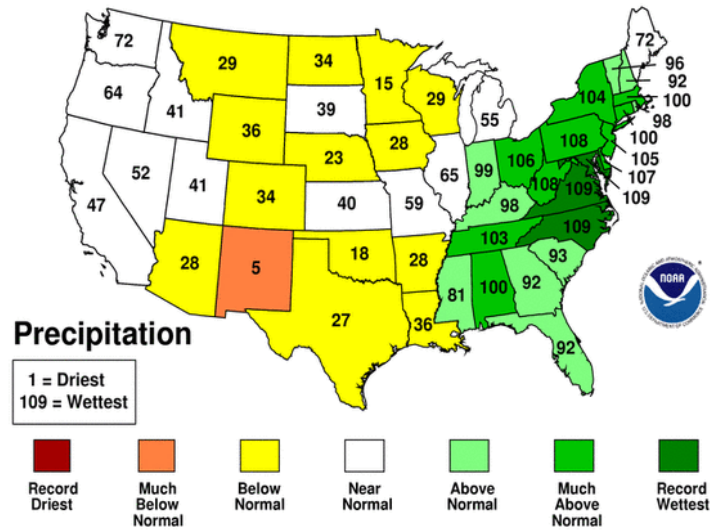 72
64
41
29
34
15
29
55
39
36
52
41
47
34
23
28
65
40
59
28
5
18
28
27
36
81
100
92
93
92
103
98
99
106
108
109
109
108
104
72
96
92
100
98
100
105
107
109
NOAA
Precipitation
1 = Driest
109 = Wettest
Record
Driest
Much
Below
Normal
Below
Normal
Near
Normal
Above
Normal
Much
Above
Normal
Record
Wettest